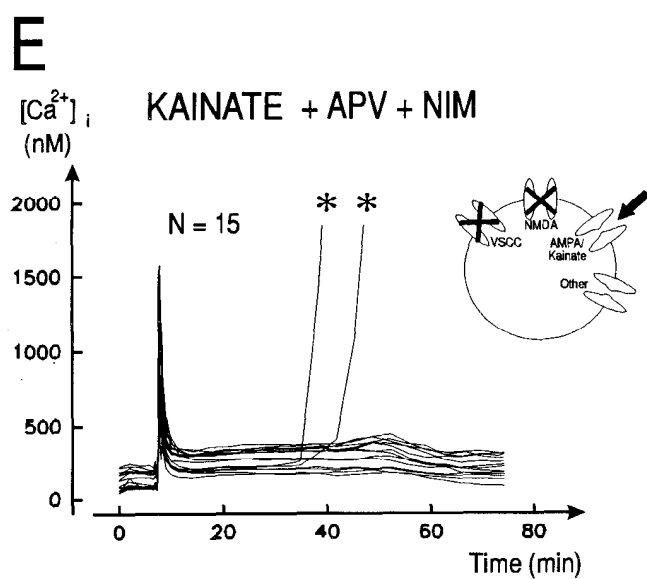 E
[Ca2+]i
(nM)
KAINATE + APV + NIM
2000
1500
1000
500
0
N = 15
* *
NMDA
VSCC
AMPA/
Kainate
Other
0 20 40 60 80
Time (min)